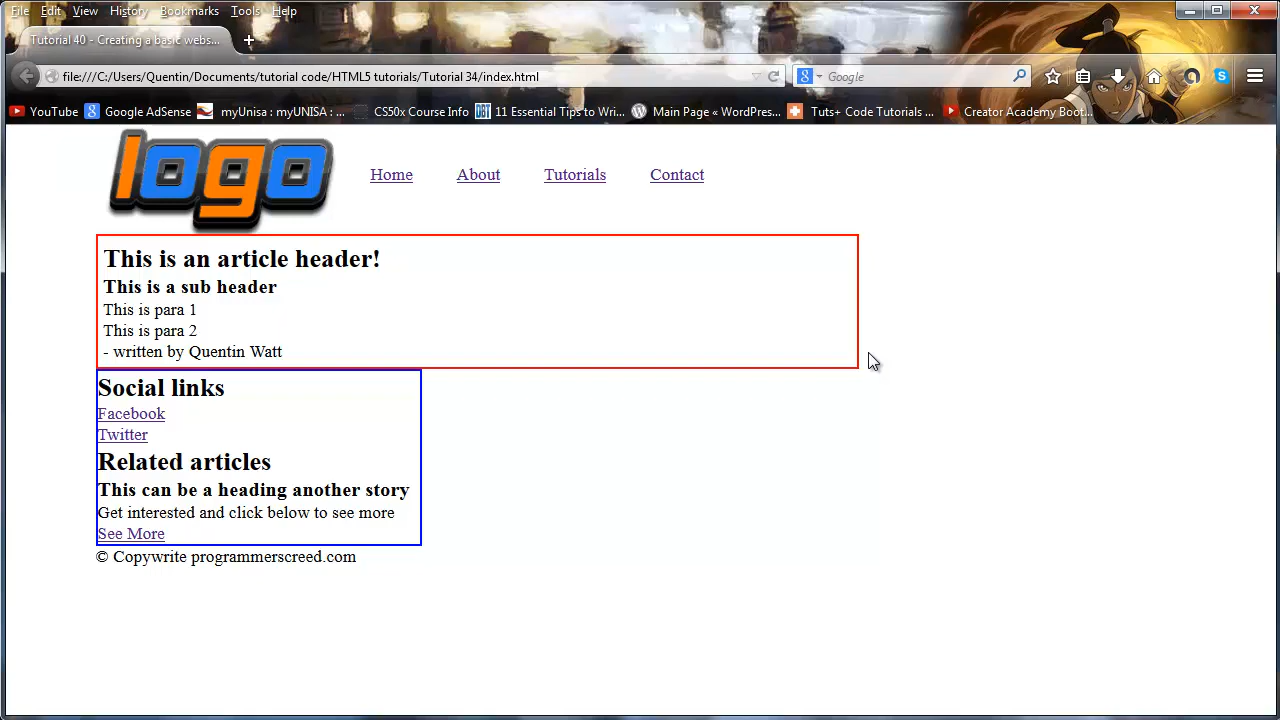 File Edit View History Bookmarks Tools Help
Tutorial 40 - Creating a basic webs... +
file:///C:/Users/Quentin/Documents/tutorial code/HTML5 tutorials/Tutorial 34/index.html 8 Google
YouTube 8 Google AdSense myUnisa : myUNISA : ... CS50x Course Info DBT 11 Essential Tips to Wri... Main Page « WordPres... Tuts+ Code Tutorials ... Creator Academy Boot...
logo Home About Tutorials Contact
This is an article header!
This is a sub header
This is para 1
This is para 2
- written by Quentin Watt
Social links
Facebook
Twitter
Related articles
This can be a heading another story
Get interested and click below to see more
See More
© Copywrite programmerscreed.com